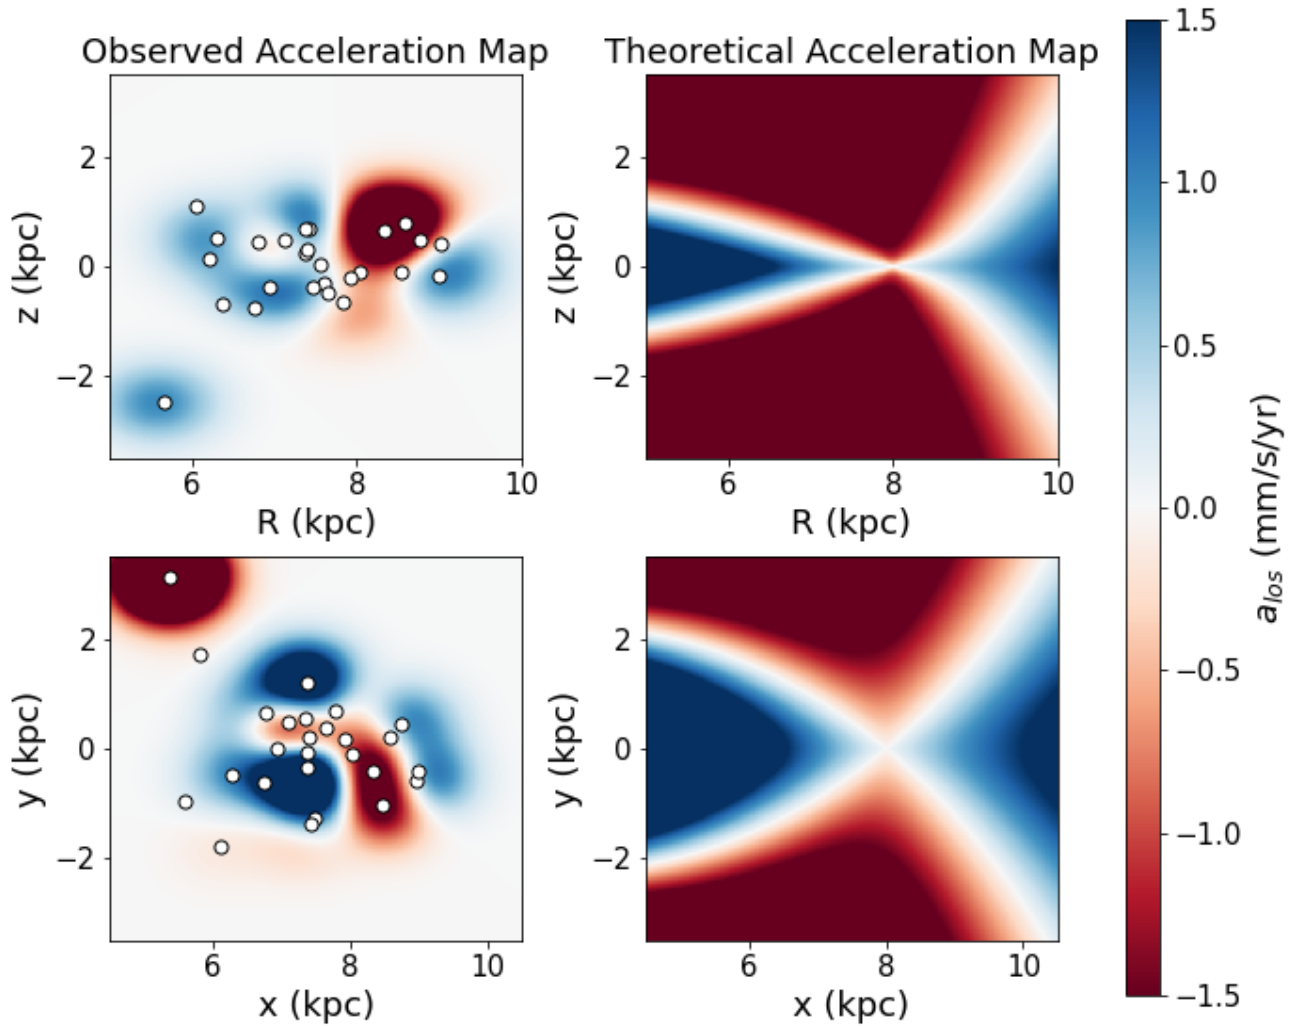 Observed Acceleration Map
Theoretical Acceleration Map
z (kpc)
2
0
−2
6
8
10
R (kpc)
z (kpc)
2
0
−2
6
8
10
R (kpc)
y (kpc)
2
0
−2
6
8
10
x (kpc)
y (kpc)
2
0
−2
6
8
10
x (kpc)
1.5
1.0
0.5
0.0
−0.5
−1.0
−1.5
a_los (mm/s/yr)